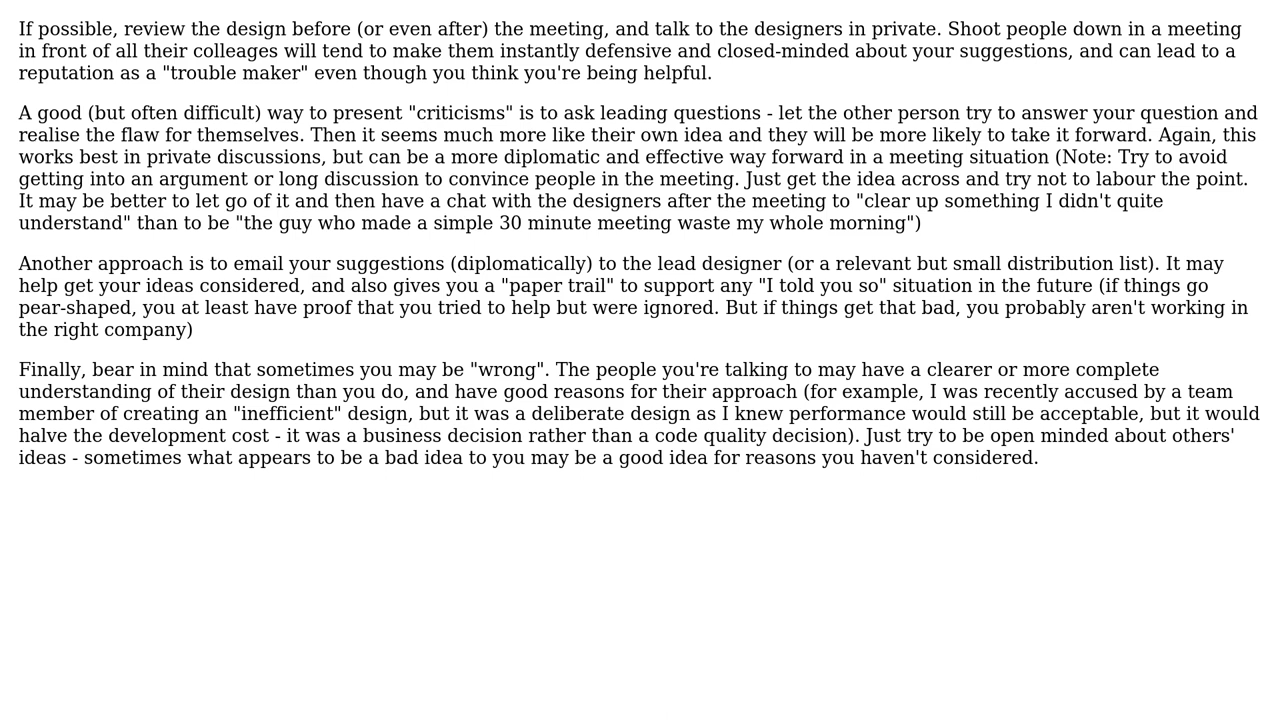 If possible, review the design before (or even after) the meeting, and talk to the designers in private. Shoot people down in a meeting
in front of all their colleages will tend to make them instantly defensive and closed-minded about your suggestions, and can lead to a
reputation as a "trouble maker" even though you think you're being helpful.
A good (but often difficult) way to present "criticisms" is to ask leading questions - let the other person try to answer your question and
realise the flaw for themselves. Then it seems much more like their own idea and they will be more likely to take it forward. Again, this
works best in private discussions, but can be a more diplomatic and effective way forward in a meeting situation (Note: Try to avoid
getting into an argument or long discussion to convince people in the meeting. Just get the idea across and try not to labour the point.
It may be better to let go of it and then have a chat with the designers after the meeting to "clear up something I didn't quite
understand" than to be "the guy who made a simple 30 minute meeting waste my whole morning")
Another approach is to email your suggestions (diplomatically) to the lead designer (or a relevant but small distribution list). It may
help get your ideas considered, and also gives you a "paper trail" to support any "I told you so" situation in the future (if things go
pear-shaped, you at least have proof that you tried to help but were ignored. But if things get that bad, you probably aren't working in
the right company)
Finally, bear in mind that sometimes you may be "wrong". The people you're talking to may have a clearer or more complete
understanding of their design than you do, and have good reasons for their approach (for example, I was recently accused by a team
member of creating an "inefficient" design, but it was a deliberate design as I knew performance would still be acceptable, but it would
halve the development cost - it was a business decision rather than a code quality decision). Just try to be open minded about others'
ideas - sometimes what appears to be a bad idea to you may be a good idea for reasons you haven't considered.